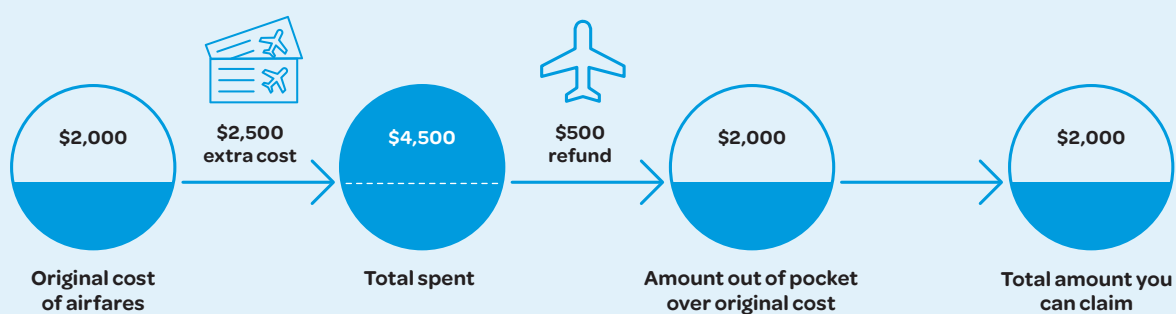 $2,000
$2,500
extra cost
$4,500
$500
refund
$2,000
$2,000
Original cost
of airfares
Total spent
Amount out of pocket
over original cost
Total amount you
can claim